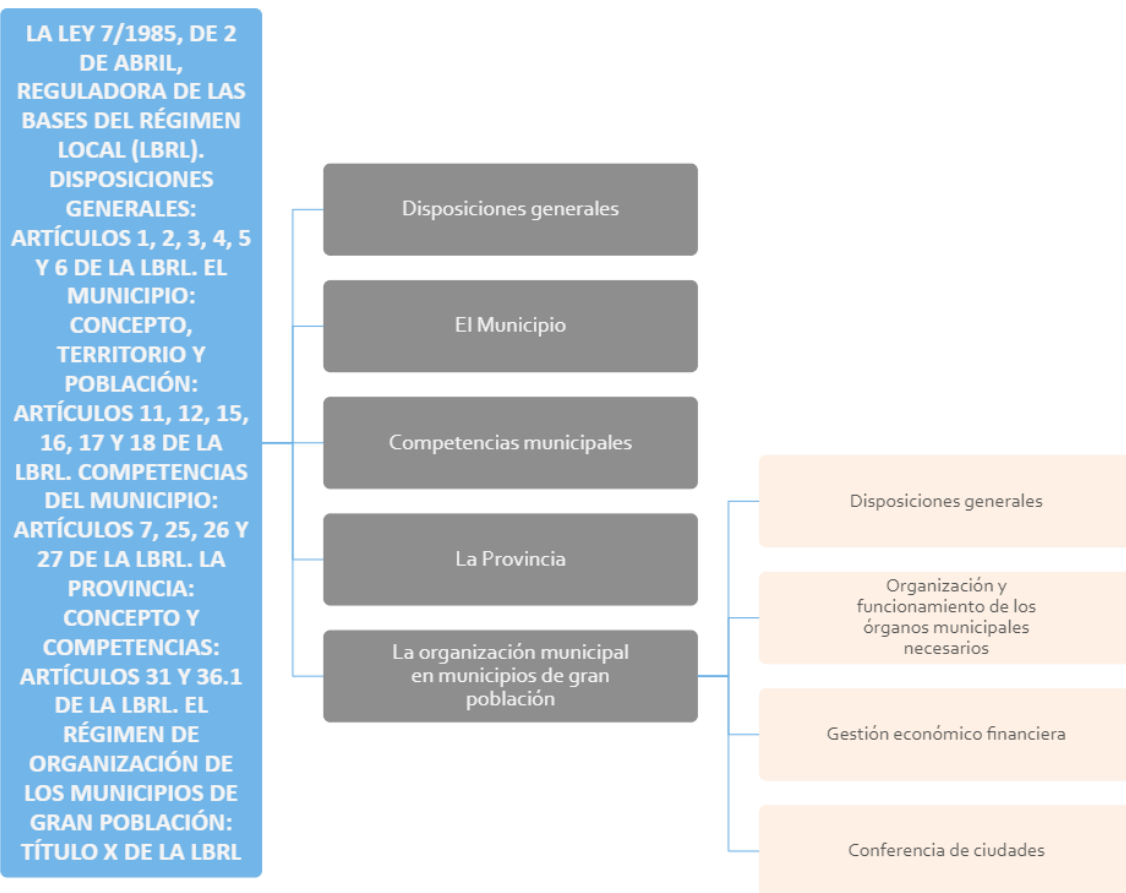 LA LEY 7/1985, DE 2
DE ABRIL,
REGULADORA DE LAS
BASES DEL RÉGIMEN
LOCAL (LBRL).
DISPOSICIONES
GENERALES:
ARTÍCULOS 1, 2, 3, 4, 5
Y 6 DE LA LBRL. EL
MUNICIPIO:
CONCEPTO,
TERRITORIO Y
POBLACIÓN:
ARTÍCULOS 11, 12, 15,
16, 17 Y 18 DE LA
LBRL. COMPETENCIAS
DEL MUNICIPIO:
ARTÍCULOS 7, 25, 26 Y
27 DE LA LBRL. LA
PROVINCIA:
CONCEPTO Y
COMPETENCIAS:
ARTÍCULOS 31 Y 36.1
DE LA LBRL. EL
RÉGIMEN DE
ORGANIZACIÓN DE
LOS MUNICIPIOS DE
GRAN POBLACIÓN:
TÍTULO X DE LA LBRL
Disposiciones generales
El Municipio
Competencias municipales
La Provincia
La organización municipal
en municipios de gran
población
Disposiciones generales
Organización y
funcionamiento de los
órganos municipales
necesarios
Gestión económico financiera
Conferencia de ciudades